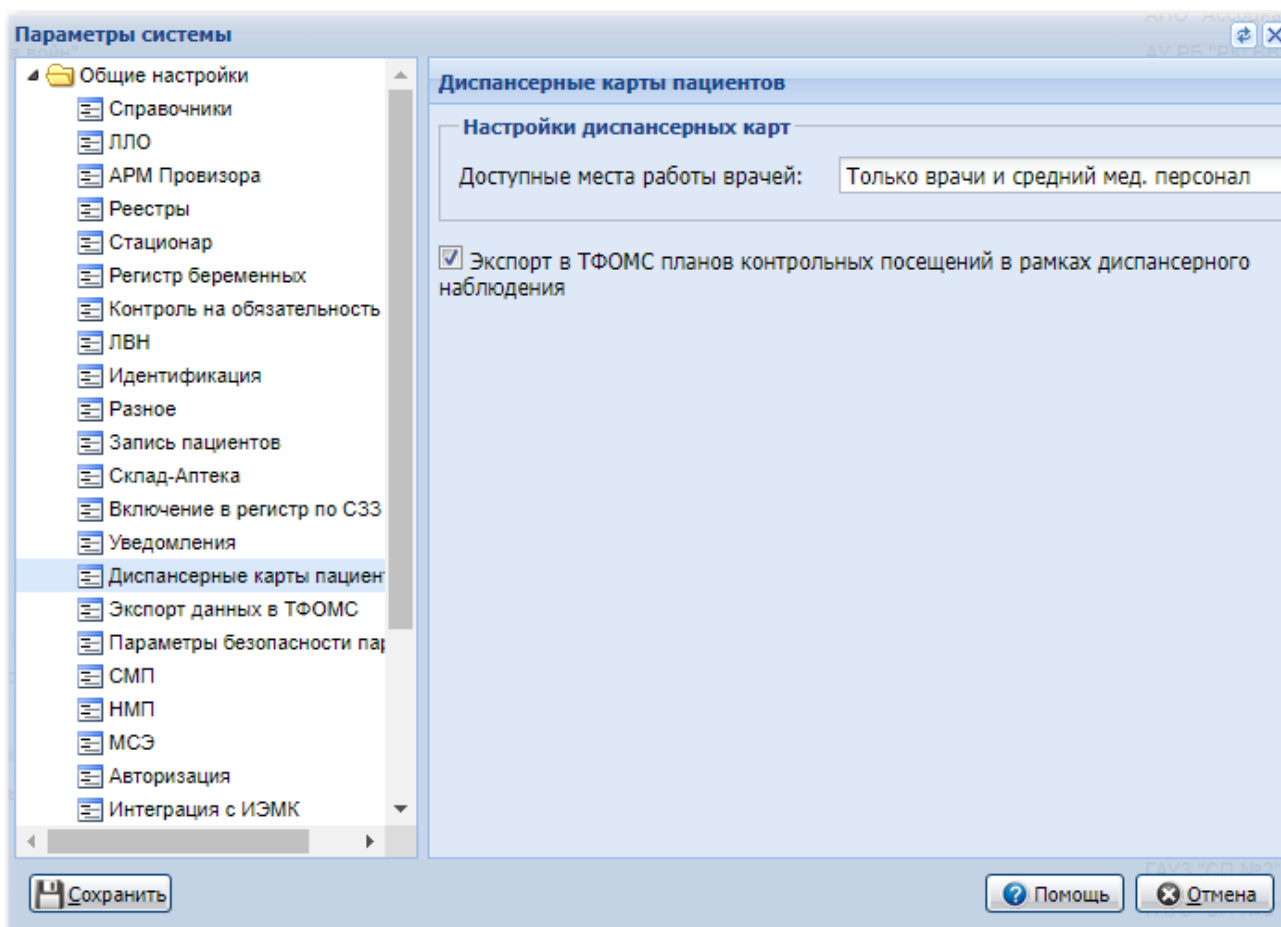 Параметры системы
Общие настройки
Справочники
ЛЛО
АРМ Провизора
Реестры
Стационар
Регистр беременных
Контроль на обязательность
ЛВН
Идентификация
Разное
Запись пациентов
Склад-Аптека
Включение в регистр по СЗЗ
Уведомления
Диспансерные карты пациен
Экспорт данных в ТФОМС
Параметры безопасности пар
СМП
НМП
МСЭ
Авторизация
Интеграция с ИЭМК
Диспансерные карты пациентов
Настройки диспансерных карт
Доступные места работы врачей: Только врачи и средний мед. персонал
Экспорт в ТФОМС планов контрольных посещений в рамках диспансерного
наблюдения
Сохранить
Помощь
Отмена